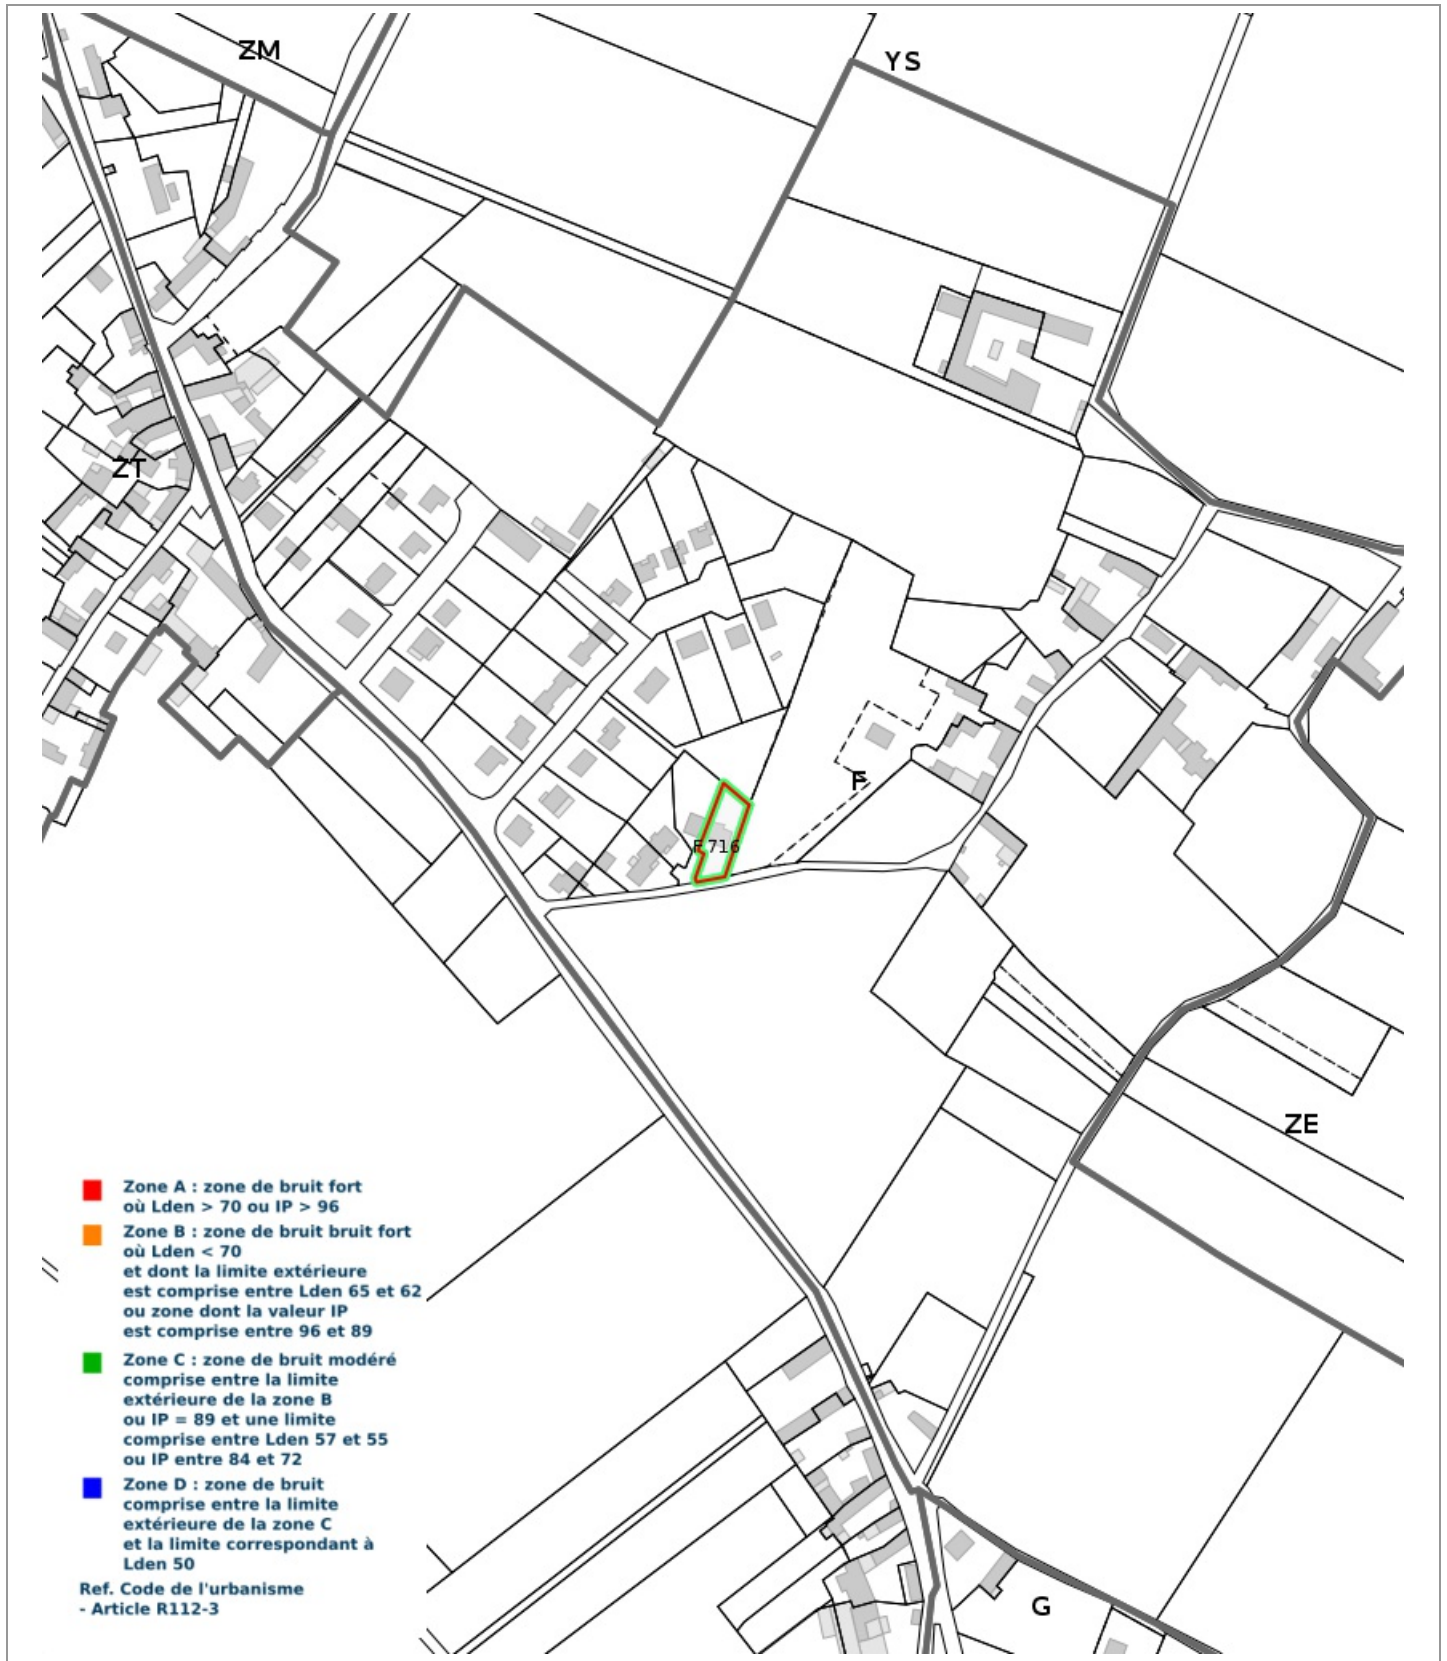 ZM
YS
ZT
F
F 716
ZE
Zone A : zone de bruit fort
où Lden > 70 ou IP > 96
Zone B : zone de bruit bruit fort
où Lden < 70
et dont la limite extérieure
est comprise entre Lden 65 et 62
ou zone dont la valeur IP
est comprise entre 96 et 89
Zone C : zone de bruit modéré
comprise entre la limite
extérieure de la zone B
ou IP = 89 et une limite
comprise entre Lden 57 et 55
ou IP entre 84 et 72
Zone D : zone de bruit
comprise entre la limite
extérieure de la zone C
et la limite correspondant à
Lden 50
Ref. Code de l'urbanisme
- Article R112-3
G